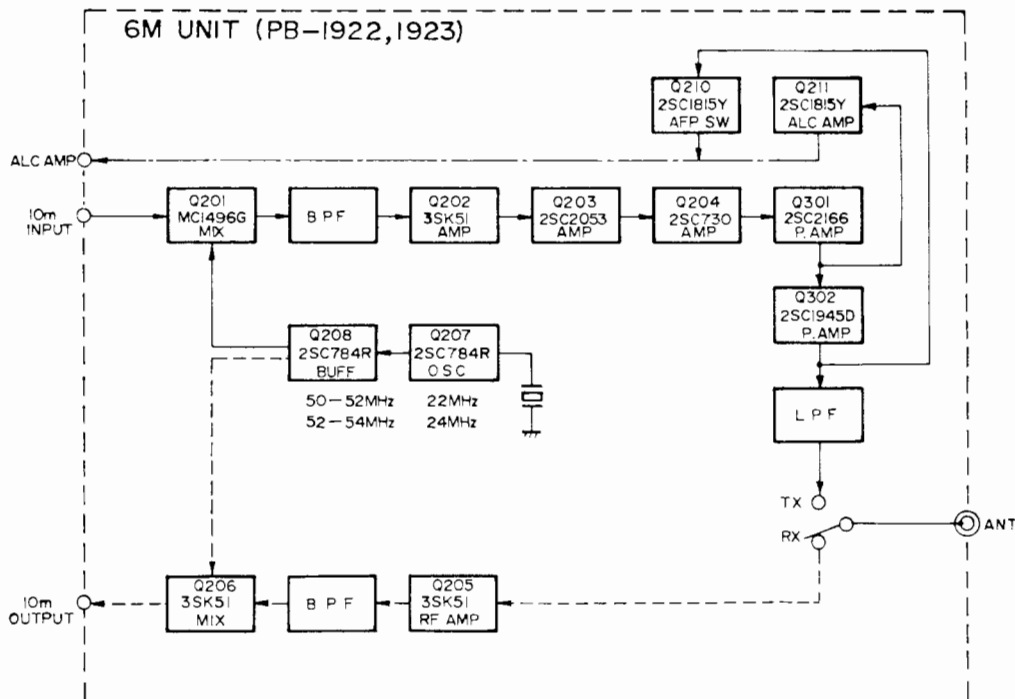 6M UNIT (PB-1922,1923)
Q210
2SC1815Y
AFP SW
Q211
2SC1815Y
ALC AMP
ALC AMP
10m
INPUT
Q201
MC1496G
MIX
BPF
Q202
3SK51
AMP
Q203
2SC2053
AMP
Q204
2SC730
AMP
Q301
2SC2166
P.AMP
Q302
2SC1945D
P.AMP
Q208
2SC784R
BUFF
Q207
2SC784R
OSC
50-52MHz
22MHz
52-54MHz
24MHz
LPF
TX
RX
ANT
10m
OUTPUT
Q206
3SK51
MIX
BPF
Q205
3SK51
RF AMP